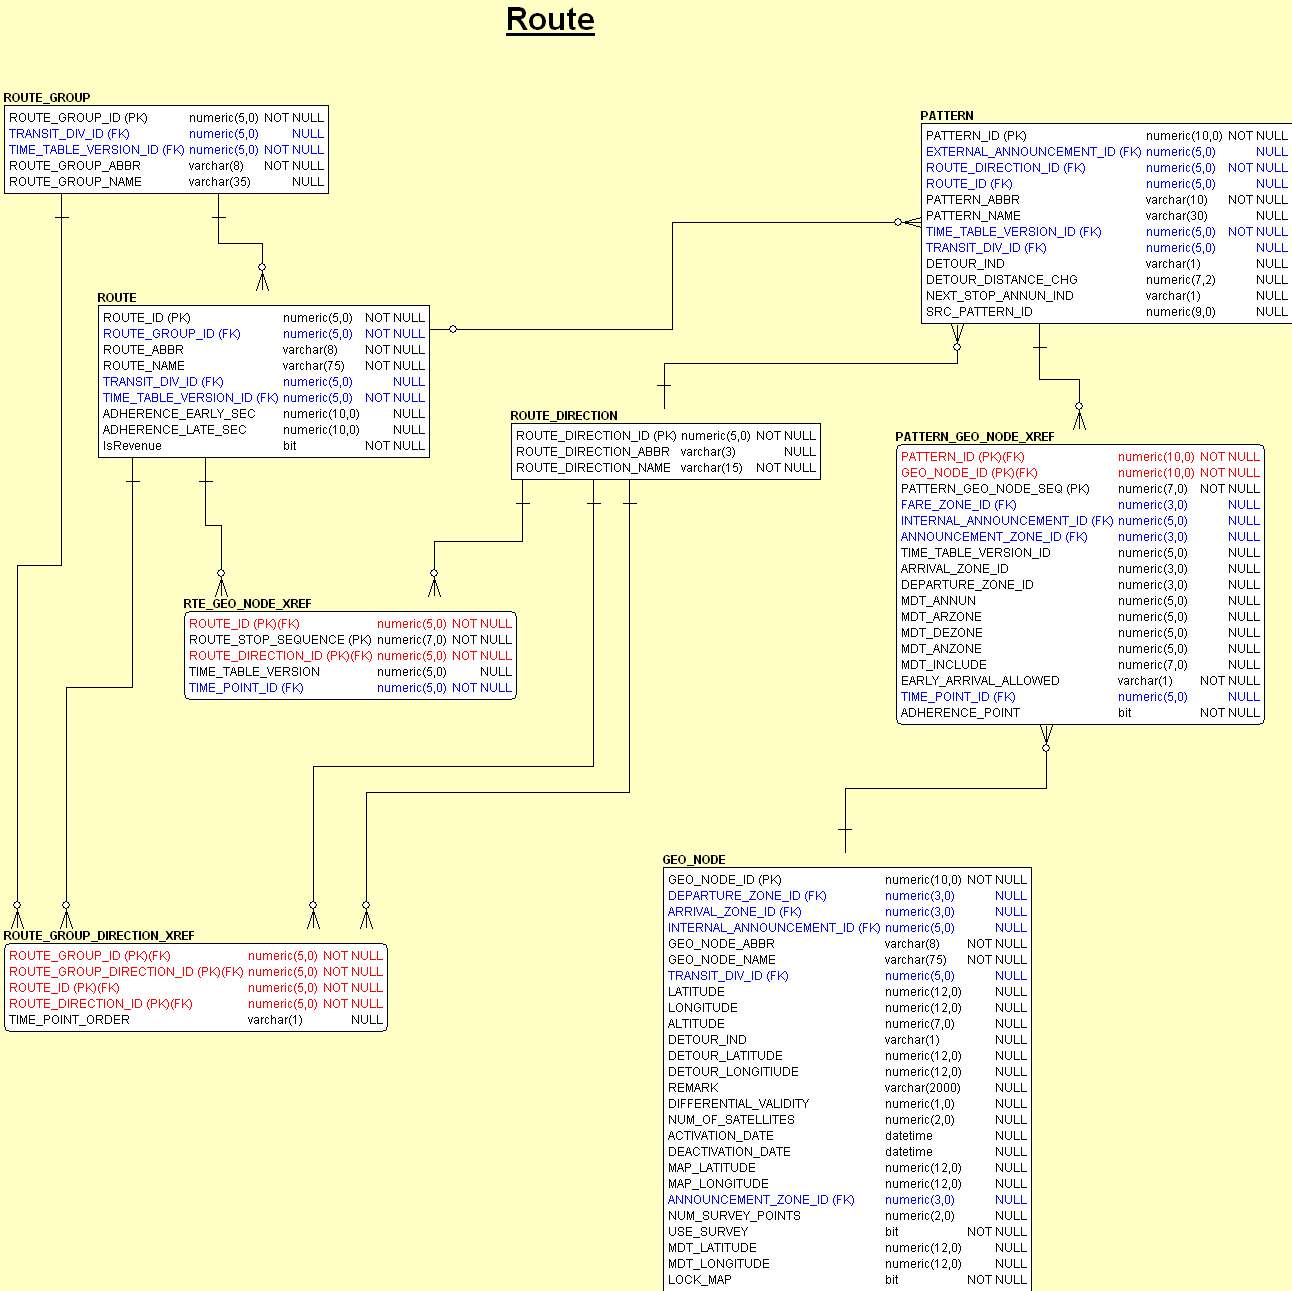 Route
ROUTE_GROUP
ROUTE_GROUP_ID (PK) numeric(5,0) NOT NULL
TRANSIT_DIV_ID (FK) numeric(5,0) NULL
TIME_TABLE_VERSION_ID (FK) numeric(5,0) NOT NULL
ROUTE_GROUP_ABBR varchar(8) NOT NULL
ROUTE_GROUP_NAME varchar(35) NULL
PATTERN
PATTERN_ID (PK) numeric(10,0) NOT NULL
EXTERNAL_ANNOUNCEMENT_ID (FK) numeric(5,0) NULL
ROUTE_DIRECTION_ID (FK) numeric(5,0) NOT NULL
ROUTE_ID (FK) numeric(5,0) NULL
PATTERN_ABBR varchar(10) NOT NULL
PATTERN_NAME varchar(30) NULL
TIME_TABLE_VERSION_ID (FK) numeric(5,0) NOT NULL
TRANSIT_DIV_ID (FK) numeric(5,0) NULL
DETOUR_IND varchar(1) NULL
DETOUR_DISTANCE_CHG numeric(7,2) NULL
NEXT_STOP_ANNUN_IND varchar(1) NULL
SRC_PATTERN_ID numeric(9,0) NULL
ROUTE
ROUTE_ID (PK) numeric(5,0) NOT NULL
ROUTE_GROUP_ID (FK) numeric(5,0) NOT NULL
ROUTE_ABBR varchar(8) NOT NULL
ROUTE_NAME varchar(75) NOT NULL
TRANSIT_DIV_ID (FK) numeric(5,0) NULL
TIME_TABLE_VERSION_ID (FK) numeric(5,0) NOT NULL
ADHERENCE_EARLY_SEC numeric(10,0) NULL
ADHERENCE_LATE_SEC numeric(10,0) NULL
IsRevenue bit NOT NULL
ROUTE_DIRECTION
ROUTE_DIRECTION_ID (PK) numeric(5,0) NOT NULL
ROUTE_DIRECTION_ABBR varchar(3) NULL
ROUTE_DIRECTION_NAME varchar(15) NOT NULL
PATTERN_GEO_NODE_XREF
PATTERN_ID (PK)(FK) numeric(10,0) NOT NULL
GEO_NODE_ID (PK)(FK) numeric(10,0) NOT NULL
PATTERN_GEO_NODE_SEQ (PK) numeric(7,0) NOT NULL
FARE_ZONE_ID (FK) numeric(3,0) NULL
INTERNAL_ANNOUNCEMENT_ID (FK) numeric(5,0) NULL
ANNOUNCEMENT_ZONE_ID (FK) numeric(3,0) NULL
TIME_TABLE_VERSION_ID numeric(5,0) NULL
ARRIVAL_ZONE_ID numeric(3,0) NULL
DEPARTURE_ZONE_ID numeric(3,0) NULL
MDT_ANNUN numeric(5,0) NULL
MDT_ARZONE numeric(5,0) NULL
MDT_DEZONE numeric(5,0) NULL
MDT_ANZONE numeric(5,0) NULL
MDT_INCLUDE numeric(7,0) NULL
EARLY_ARRIVAL_ALLOWED varchar(1) NOT NULL
TIME_POINT_ID (FK) numeric(5,0) NULL
ADHERENCE_POINT bit NOT NULL
RTE_GEO_NODE_XREF
ROUTE_ID (PK)(FK) numeric(5,0) NOT NULL
ROUTE_STOP_SEQUENCE (PK) numeric(7,0) NOT NULL
ROUTE_DIRECTION_ID (PK)(FK) numeric(5,0) NOT NULL
TIME_TABLE_VERSION numeric(5,0) NULL
TIME_POINT_ID (FK) numeric(5,0) NOT NULL
ROUTE_GROUP_DIRECTION_XREF
ROUTE_GROUP_ID (PK)(FK) numeric(5,0) NOT NULL
ROUTE_GROUP_DIRECTION_ID (PK)(FK) numeric(5,0) NOT NULL
ROUTE_ID (PK)(FK) numeric(5,0) NOT NULL
ROUTE_DIRECTION_ID (PK)(FK) numeric(5,0) NOT NULL
TIME_POINT_ORDER varchar(1) NULL
GEO_NODE
GEO_NODE_ID (PK) numeric(10,0) NOT NULL
DEPARTURE_ZONE_ID (FK) numeric(3,0) NULL
ARRIVAL_ZONE_ID (FK) numeric(3,0) NULL
INTERNAL_ANNOUNCEMENT_ID (FK) numeric(5,0) NULL
GEO_NODE_ABBR varchar(8) NOT NULL
GEO_NODE_NAME varchar(75) NOT NULL
TRANSIT_DIV_ID (FK) numeric(5,0) NULL
LATITUDE numeric(12,0) NULL
LONGITUDE numeric(12,0) NULL
ALTITUDE numeric(7,0) NULL
DETOUR_IND varchar(1) NULL
DETOUR_LATITUDE numeric(12,0) NULL
DETOUR_LONGITIUDE numeric(12,0) NULL
REMARK varchar(2000) NULL
DIFFERENTIAL_VALIDITY numeric(1,0) NULL
NUM_OF_SATELLITES numeric(2,0) NULL
ACTIVATION_DATE datetime NULL
DEACTIVATION_DATE datetime NULL
MAP_LATITUDE numeric(12,0) NULL
MAP_LONGITUDE numeric(12,0) NULL
ANNOUNCEMENT_ZONE_ID (FK) numeric(3,0) NULL
NUM_SURVEY_POINTS numeric(2,0) NULL
USE_SURVEY bit NOT NULL
MDT_LATITUDE numeric(12,0) NULL
MDT_LONGITUDE numeric(12,0) NULL
LOCK_MAP bit NOT NULL